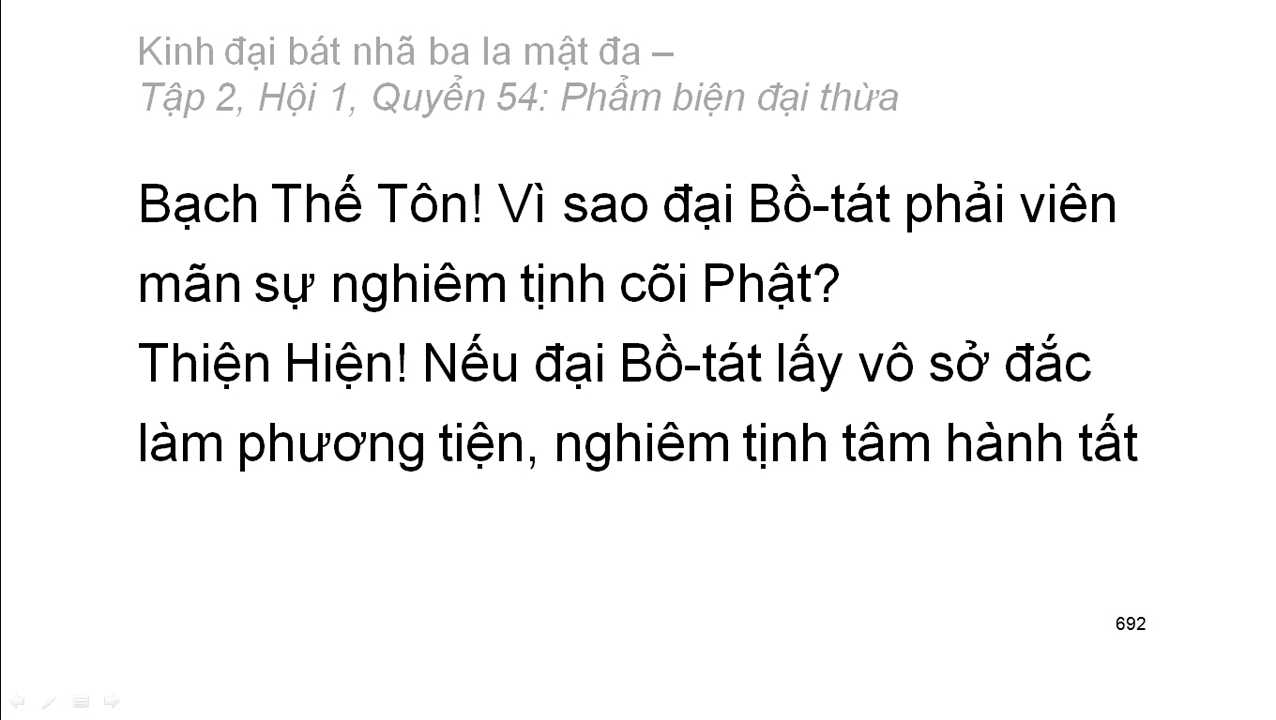 Kinh đại bát nhã ba la mật đa –
Tập 2, Hội 1, Quyển 54: Phẩm biện đại thừa
Bạch Thế Tôn! Vì sao đại Bồ-tát phải viên
mãn sự nghiêm tịnh cõi Phật?
Thiện Hiện! Nếu đại Bồ-tát lấy vô sở đắc
làm phương tiện, nghiêm tịnh tâm hành tất
692